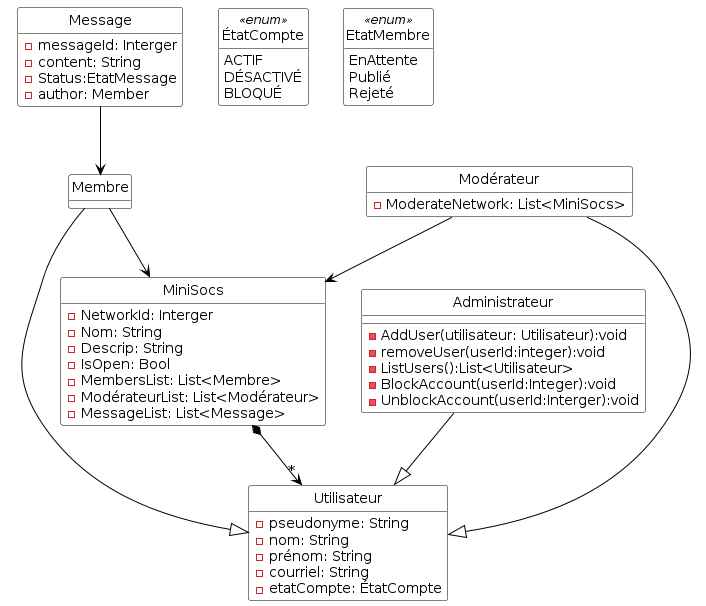 Message
messageId: Interger
content: String
Status:EtatMessage
author: Member
«enum»
ÉtatCompte
ACTIF
DÉSACTIVÉ
BLOQUÉ
«enum»
EtatMembre
EnAttente
Publié
Rejeté
Membre
Modérateur
ModerateNetwork: List<MiniSocs>
MiniSocs
NetworkId: Interger
Nom: String
Descrip: String
IsOpen: Bool
MembersList: List<Membre>
ModérateurList: List<Modérateur>
MessageList: List<Message>
Administrateur
AddUser(utilisateur: Utilisateur):void
removeUser(userId:integer):void
ListUsers():List<Utilisateur>
BlockAccount(userId:Integer):void
UnblockAccount(userId:Interger):void
*
Utilisateur
pseudonyme: String
nom: String
prénom: String
courriel: String
etatCompte: ÉtatCompte